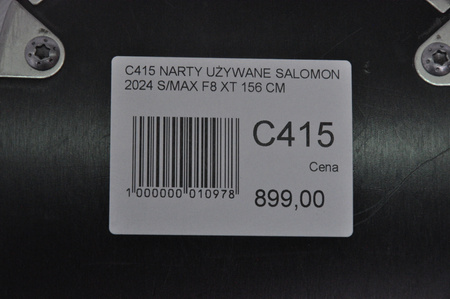 C415 NARTY UŻYWANE SALOMON
2024 S/MAX F8 XT 156 CM
C415
Cena
1 000000 010978
899,00